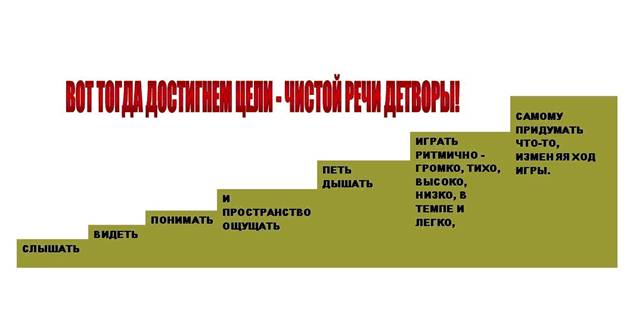 ВОТ ТОГДА ДОСТИГНЕМ ЦЕЛИ - ЧИСТОЙ РЕЧИ ДЕТВОРЫ!
СЛЫШАТЬ
ВИДЕТЬ
ПОНИМАТЬ
И
ПРОСТРАНСТВО
ОЩУЩАТЬ
ПЕТЬ
ДЫШАТЬ
ИГРАТЬ
РИТМИЧНО -
ГРОМКО, ТИХО,
ВЫСОКО,
НИЗКО, В
ТЕМПЕ И
ЛЕГКО,
САМОМУ
ПРИДУМАТЬ
ЧТО-ТО,
ИЗМЕНЯЯ ХОД
ИГРЫ.